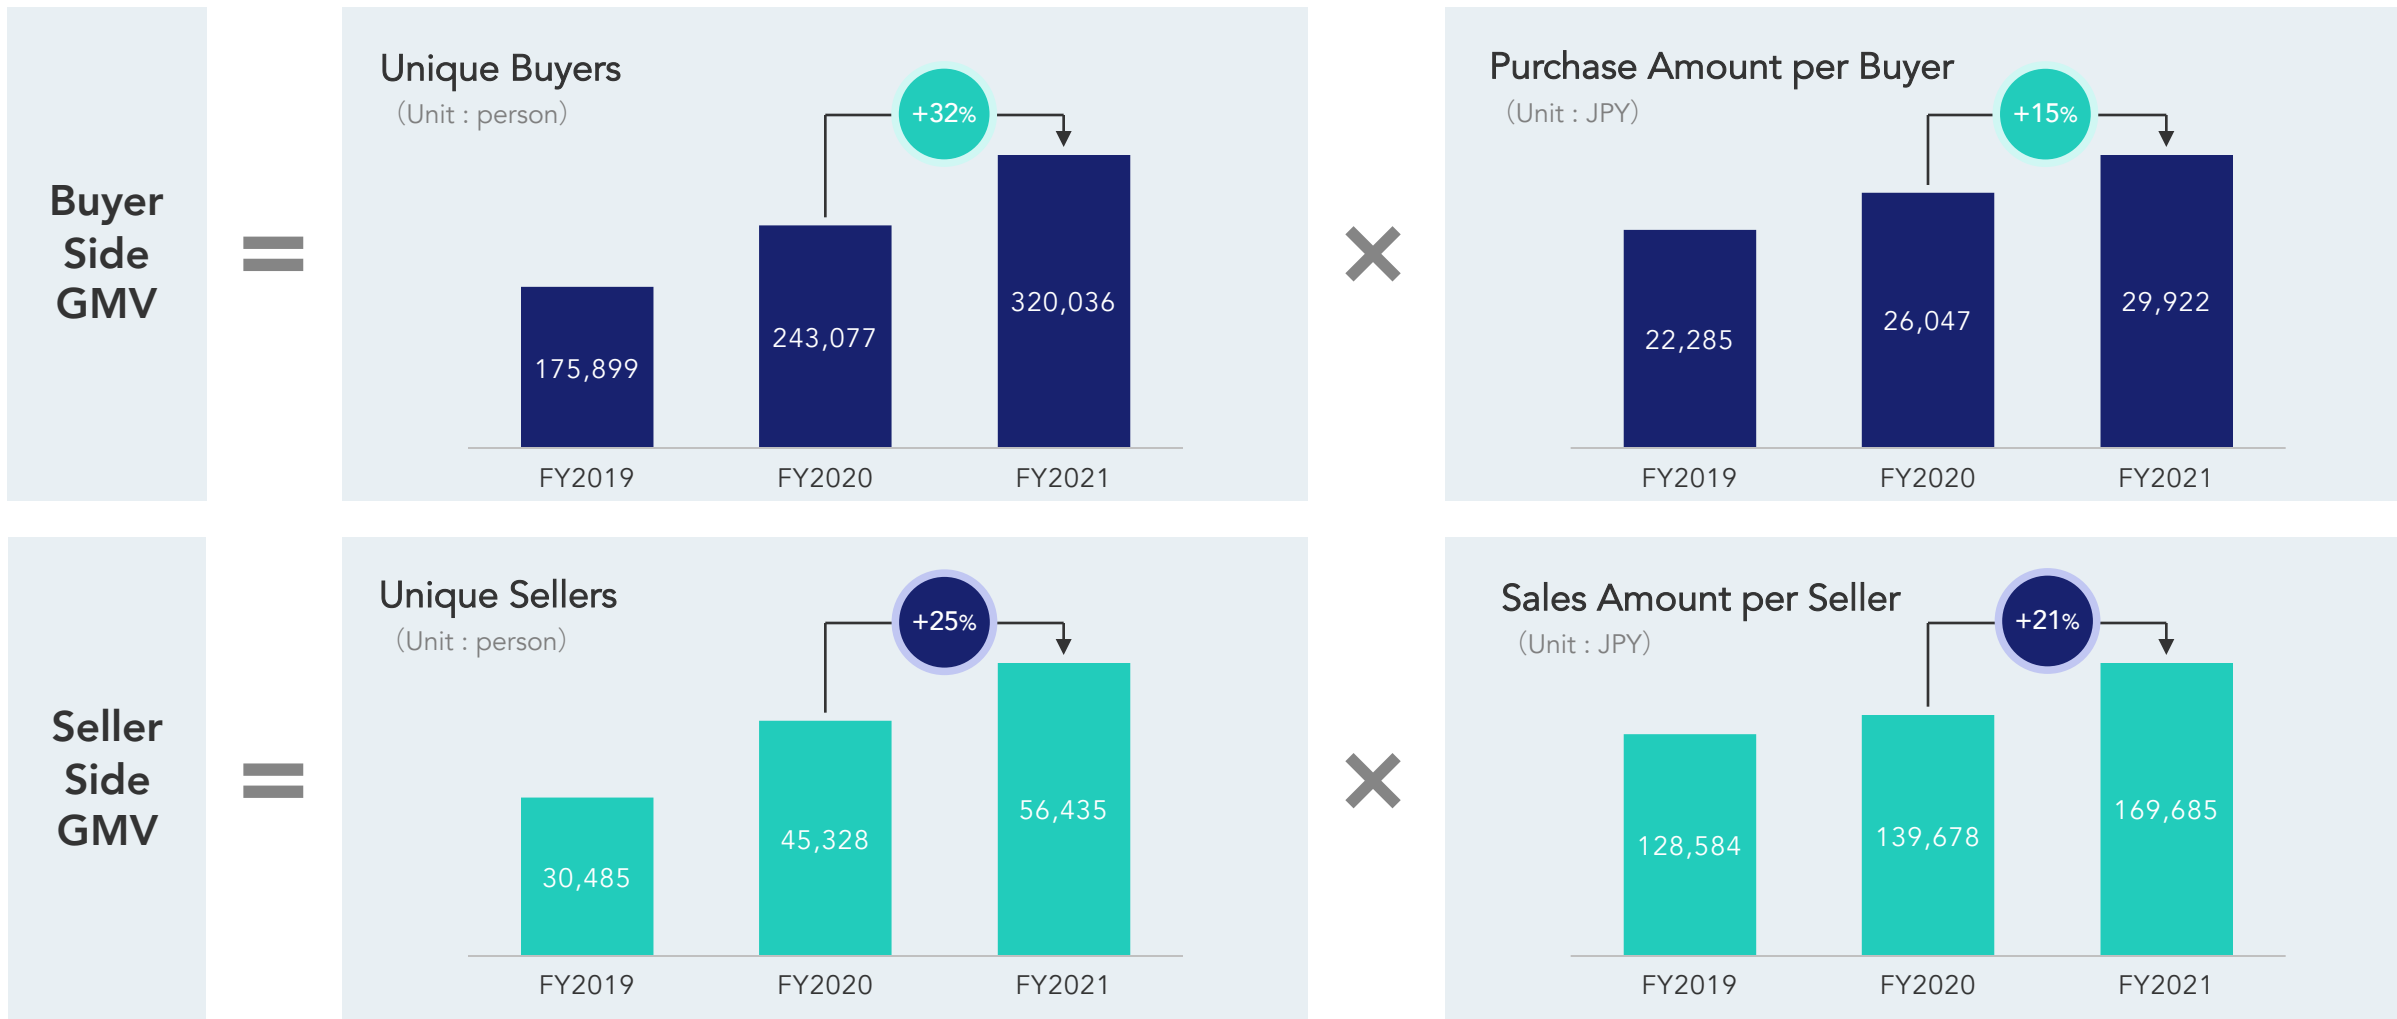 Buyer
Side
GMV
=
Unique Buyers
（Unit : person）
+32%
175,899
243,077
320,036
FY2019
FY2020
FY2021
×
Purchase Amount per Buyer
（Unit : JPY）
+15%
22,285
26,047
29,922
FY2019
FY2020
FY2021
Seller
Side
GMV
=
Unique Sellers
（Unit : person）
+25%
30,485
45,328
56,435
FY2019
FY2020
FY2021
×
Sales Amount per Seller
（Unit : JPY）
+21%
128,584
139,678
169,685
FY2019
FY2020
FY2021